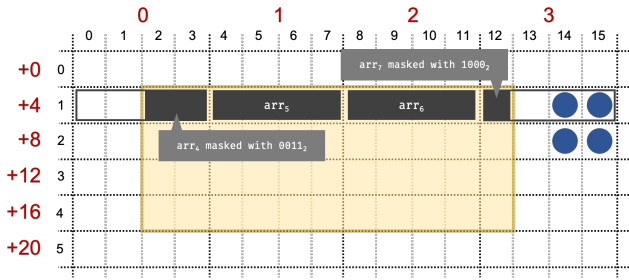 0 1 2 3
0 1 2 3 4 5 6 7 8 9 10 11 12 13 14 15
+0 0
arr₇ masked with 1000₂
+4 1 arr₅ arr₆
+8 2
arr₄ masked with 0011₂
+12 3
+16 4
+20 5